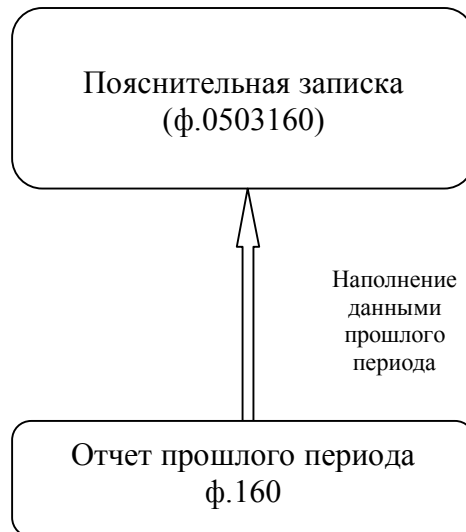 Пояснительная записка
(ф.0503160)
Наполнение
данными
прошлого
периода
Отчет прошлого периода
ф.160